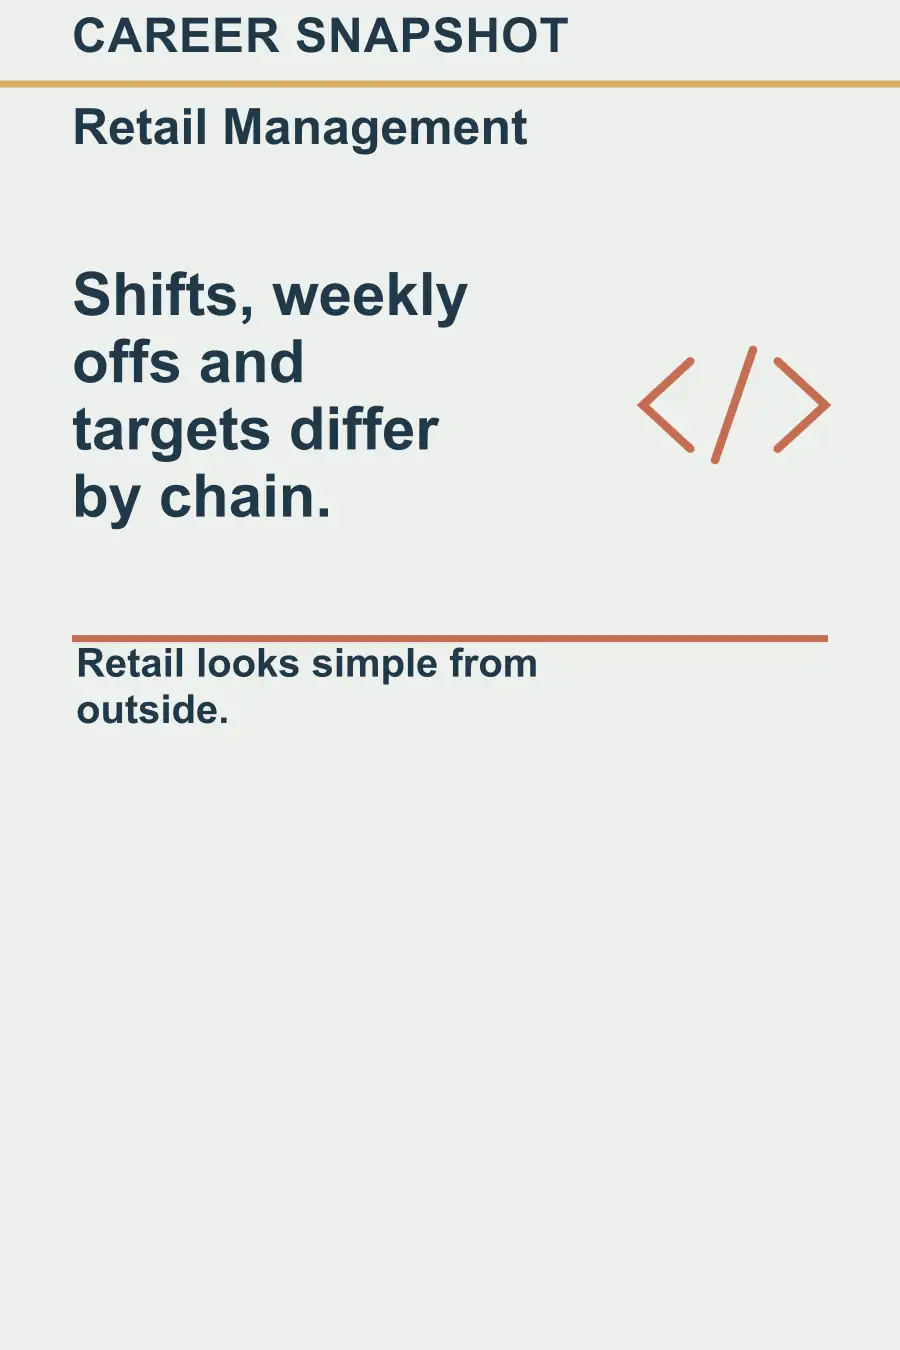 CAREER SNAPSHOT
Retail Management
Shifts, weekly
offs and
targets differ
by chain.
Retail looks simple from
outside.